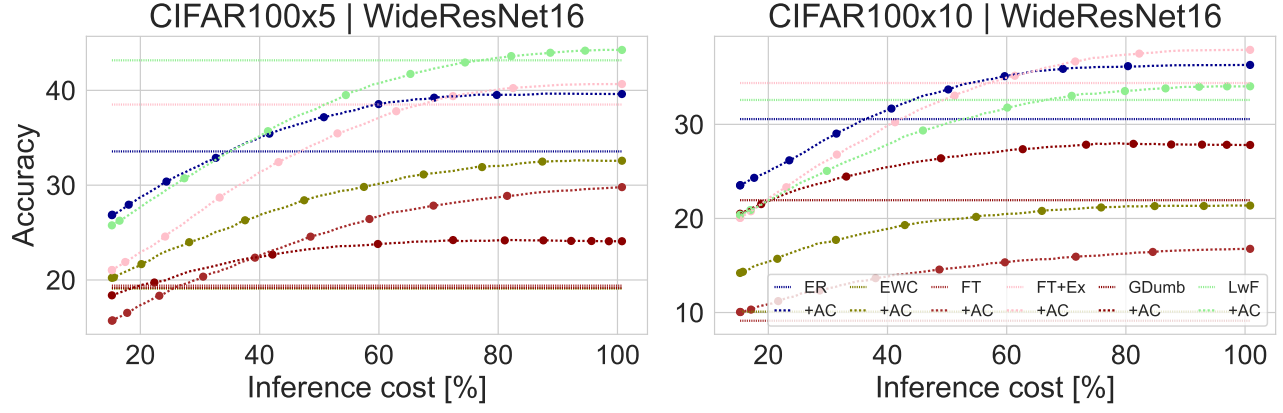 CIFAR100x5 | WideResNet16
Accuracy
40
30
20
20 40 60 80 100
Inference cost [%]
CIFAR100x10 | WideResNet16
30
20
10
ER EWC FT FT+Ex GDumb LwF
+AC +AC +AC +AC +AC +AC
20 40 60 80 100
Inference cost [%]